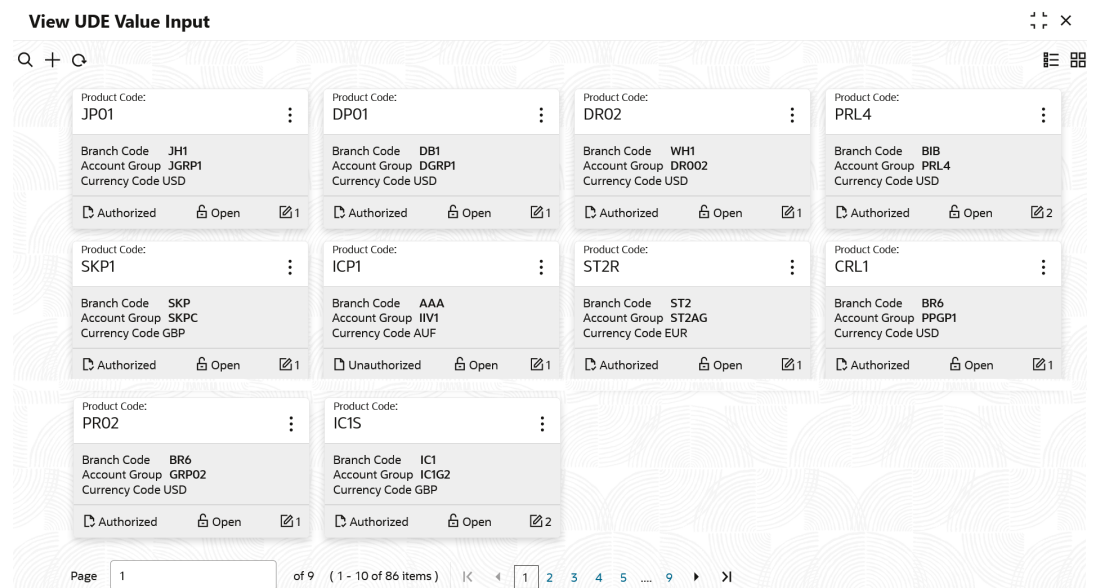 View UDE Value Input
Product Code:
JP01
Branch Code JH1
Account Group JGRP1
Currency Code USD
Authorized Open 1
Product Code:
DP01
Branch Code DB1
Account Group DGRP1
Currency Code USD
Authorized Open 1
Product Code:
DR02
Branch Code WH1
Account Group DR002
Currency Code USD
Authorized Open 1
Product Code:
PRL4
Branch Code BIB
Account Group PRL4
Currency Code USD
Authorized Open 2
Product Code:
SKP1
Branch Code SKP
Account Group SKPC
Currency Code GBP
Authorized Open 1
Product Code:
ICP1
Branch Code AAA
Account Group IIV1
Currency Code AUF
Unauthorized Open 1
Product Code:
ST2R
Branch Code ST2
Account Group ST2AG
Currency Code EUR
Authorized Open 1
Product Code:
CRL1
Branch Code BR6
Account Group PPGP1
Currency Code USD
Authorized Open 1
Product Code:
PR02
Branch Code BR6
Account Group GRP02
Currency Code USD
Authorized Open 1
Product Code:
IC1S
Branch Code IC1
Account Group IC1G2
Currency Code GBP
Authorized Open 2
Page 1 of 9 ( 1 - 10 of 86 items ) 1 2 3 4 5 .... 9